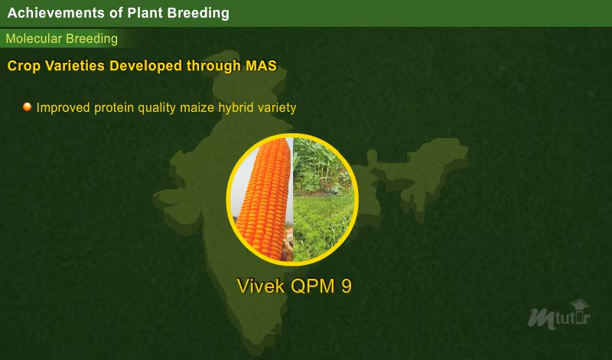 Achievements of Plant Breeding
Molecular Breeding
Crop Varieties Developed through MAS
Improved protein quality maize hybrid variety
Vivek QPM 9
Mtutor